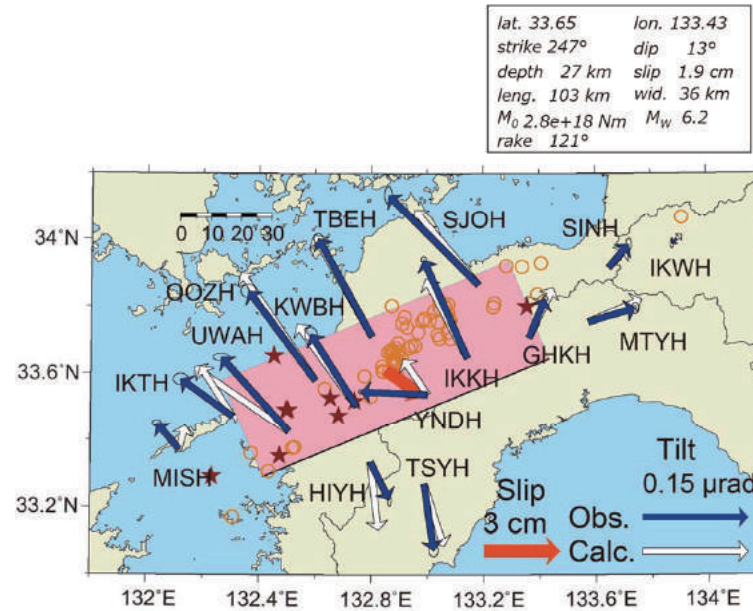 lat. 33.65 lon. 133.43
strike 247° dip 13°
depth 27 km slip 1.9 cm
leng. 103 km wid. 36 km
M0 2.8e+18 Nm MW 6.2
rake 121°
TBEH SJOH
34°N SINH
0 10 20 30 IKWH
OOZH KWBH
UWAH MTYH
GHKH
33.6°N IKTH IKKH
YNDH
MISH TSYH Tilt
HIYH Slip 0.15 μrad
33.2°N 3 cm Obs.
Calc.
132°E 132.4°E 132.8°E 133.2°E 133.6°E 134°E